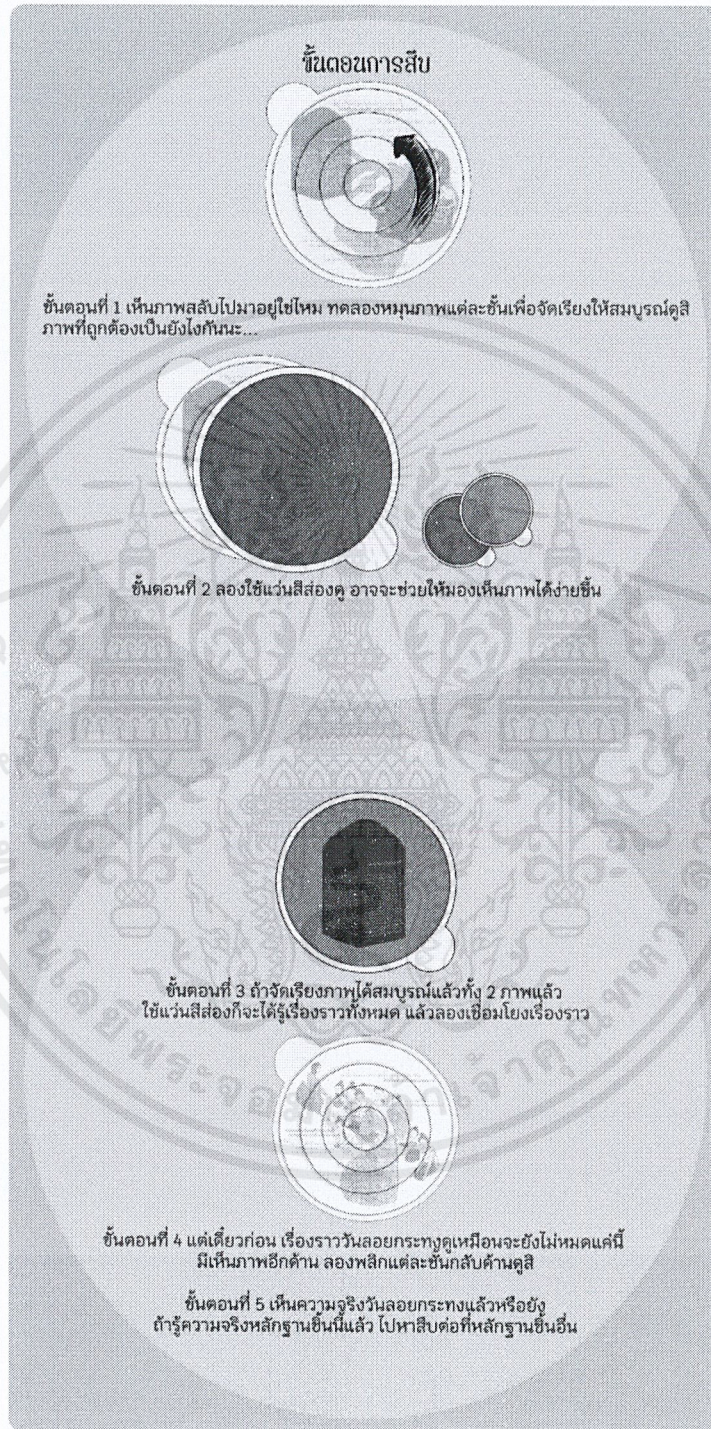 ขั้นตอนการสืบ
ขั้นตอนที่ 1 เห็นภาพสลับไปมาอยู่ใช่ไหม ทดลองหมุนภาพแต่ละชั้นเพื่อจัดเรียงให้สมบูรณ์ดูสิ
ภาพที่ถูกต้องเป็นยังไงกันนะ...
ขั้นตอนที่ 2 ลองใช้แว่นสีส่องดู อาจจะช่วยให้มองเห็นภาพได้ง่ายขึ้น
ขั้นตอนที่ 3 ถ้าจัดเรียงภาพได้สมบูรณ์แล้วทั้ง 2 ภาพแล้ว
ใช้แว่นสีส่องก็จะได้รู้เรื่องราวทั้งหมด แล้วลองเชื่อมโยงเรื่องราว
ขั้นตอนที่ 4 แต่เดี๋ยวก่อน เรื่องราววันลอยกระทงดูเหมือนจะยังไม่หมดแค่นี้
มีเห็นภาพอีกด้าน ลองพลิกแต่ละชั้นกลับด้านดูสิ
ขั้นตอนที่ 5 เห็นความจริงวันลอยกระทงแล้วหรือยัง
ถ้ารู้ความจริงหลักฐานชิ้นนี้แล้ว ไปหาสืบต่อที่หลักฐานชิ้นอื่น